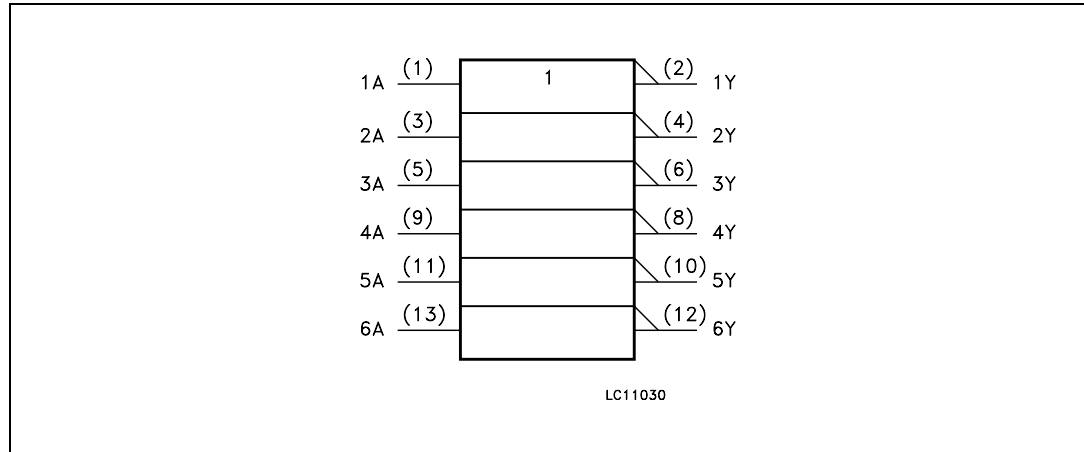 1A (1) 1 (2) 1Y
2A (3) (4) 2Y
3A (5) (6) 3Y
4A (9) (8) 4Y
5A (11) (10) 5Y
6A (13) (12) 6Y
LC11030